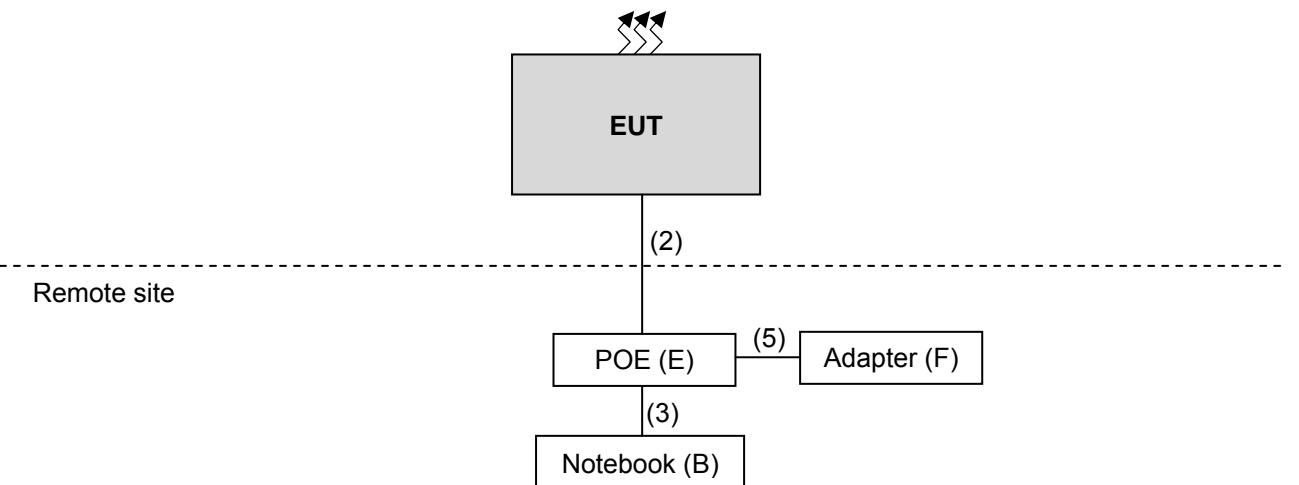 EUT
(2)
Remote site
POE (E)
(5)
Adapter (F)
(3)
Notebook (B)